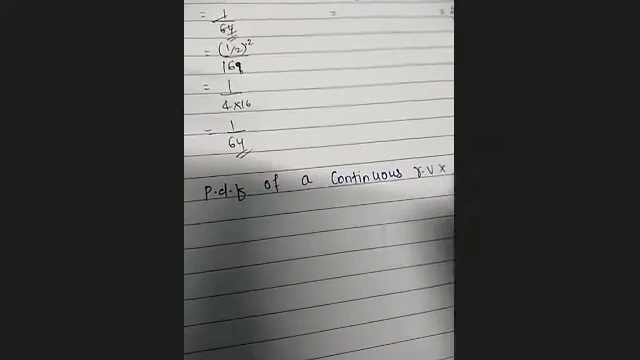 = 1/64 =
= (1/2)^2/16
= 1/4×16
= 1/64
p.d.f of a Continuous r.v x